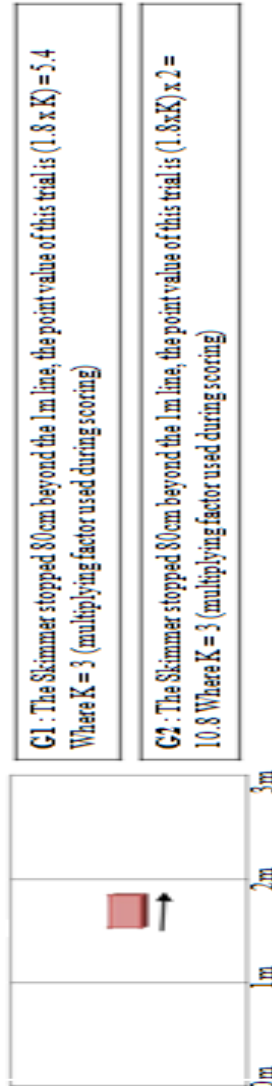 G1 : The Skimmer stopped 80cm beyond the 1m line, the point value of this trial is (1.8 x K) = 5.4
Where K = 3 (multiplying factor used during scoring)
G2 : The Skimmer stopped 80cm beyond the 1m line, the point value of this trial is (1.8xK) x 2 =
10.8 Where K = 3 (multiplying factor used during scoring)
1m 2m 3m